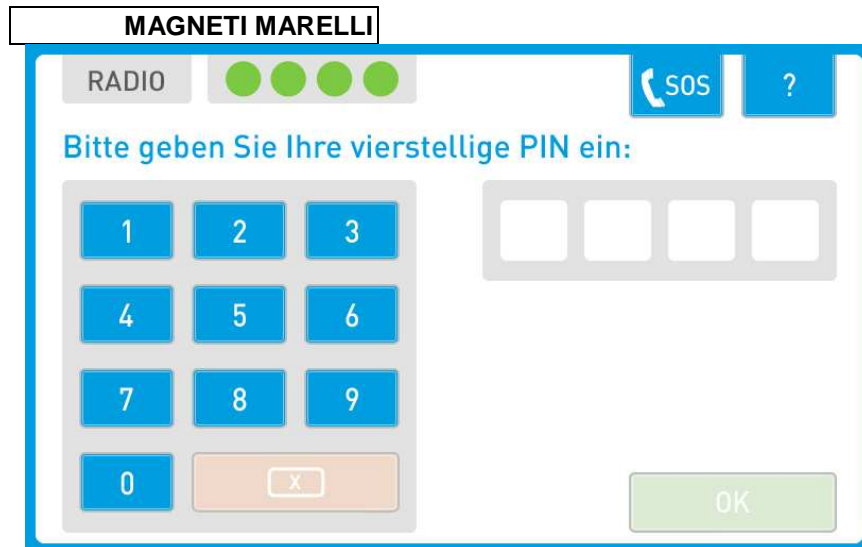 MAGNETI MARELLI
RADIO SOS ?
Bitte geben Sie Ihre vierstellige PIN ein:
1 2 3
4 5 6
7 8 9
0 X
OK